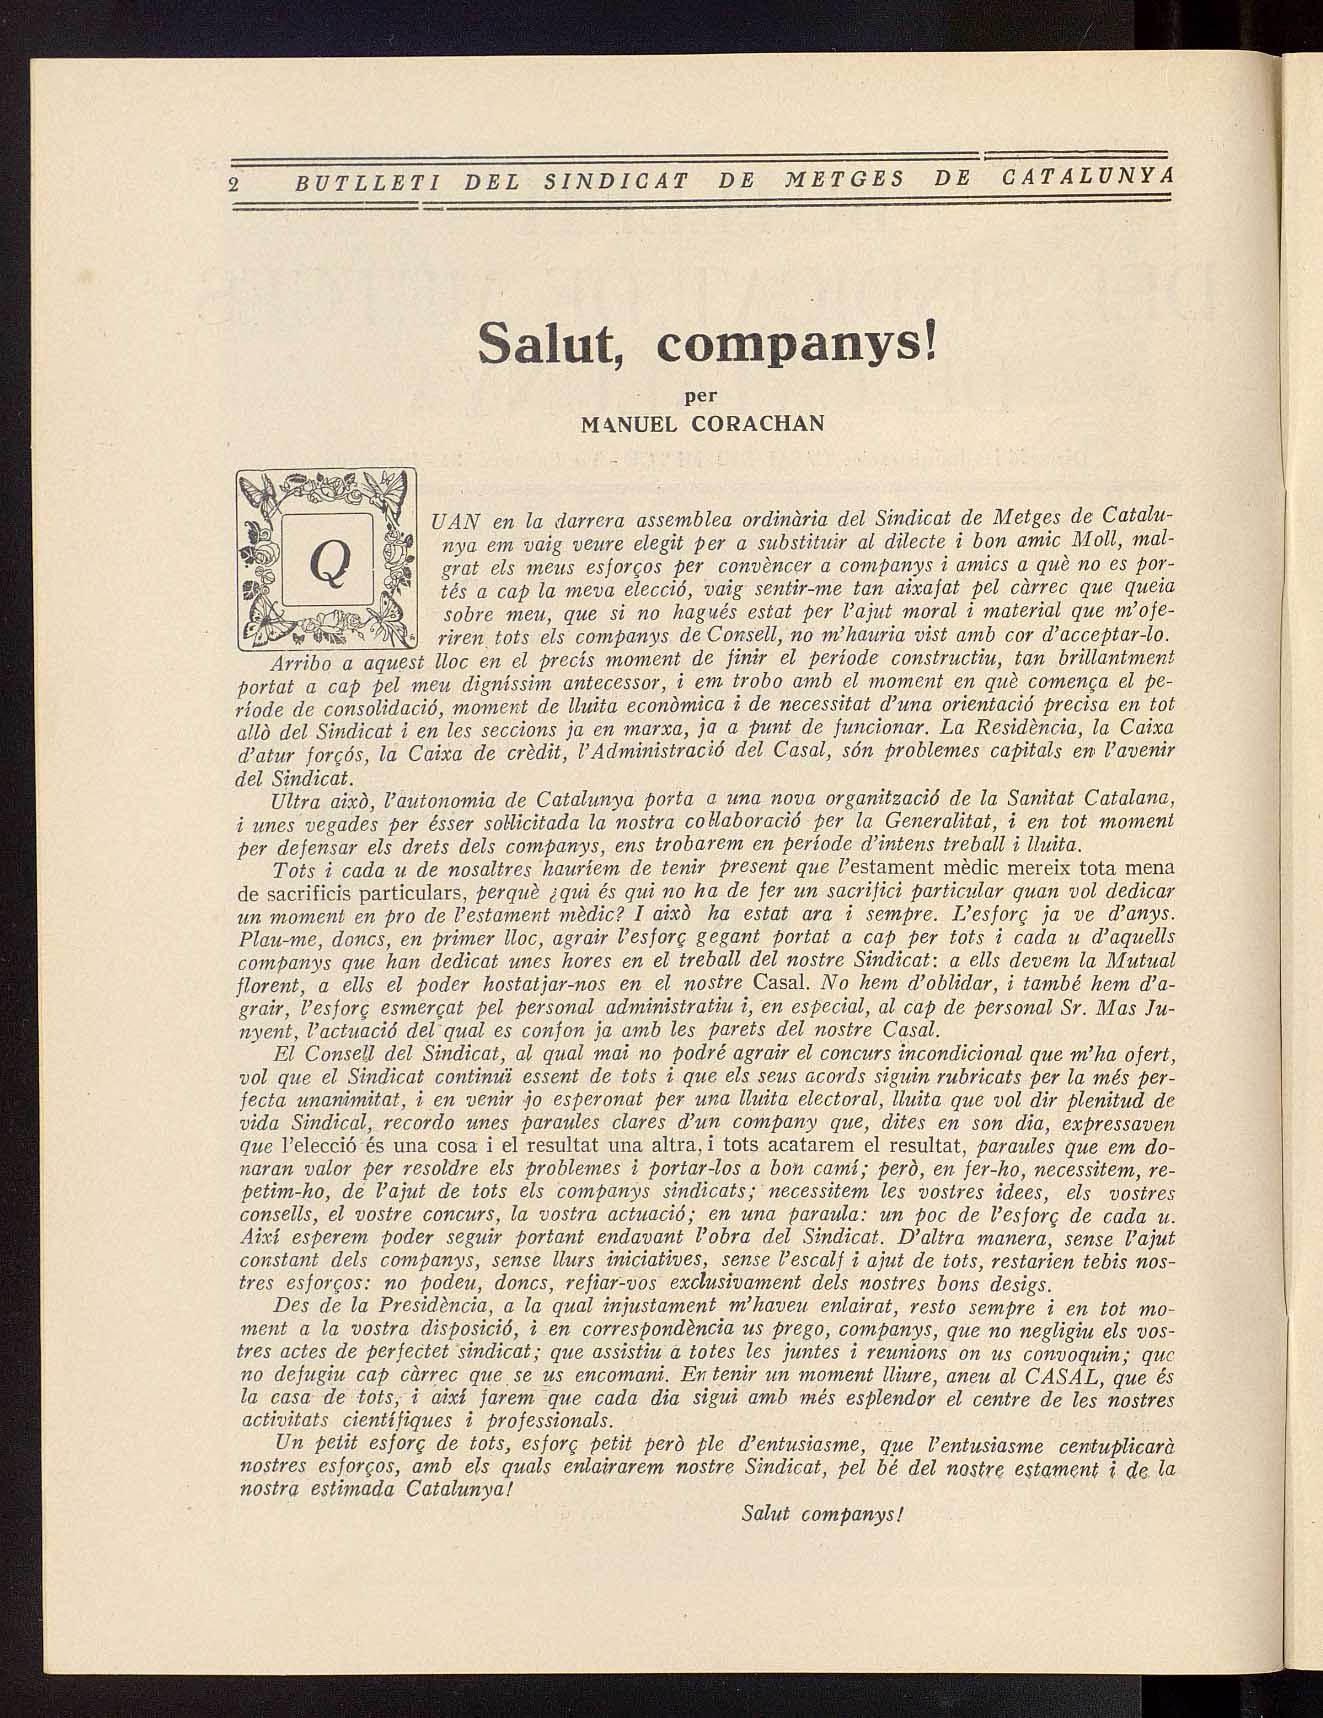 2 BUTLLETI DEL SINDICAT DE METGES DE CATALUNYA
Salut, companys!
per
MANUEL CORACHAN
QUAN en la darrera assemblea ordinària del Sindicat de Metges de Catalu-
nya em vaig veure elegit per a substituir al dilecte i bon amic Moll, mal-
grat els meus esforços per convèncer a companys i amics a què no es por-
tés a cap la meva elecció, vaig sentir-me tan aixafat pel càrrec que queia
sobre meu, que si no hagués estat per l'ajut moral i material que m'ofe-
riren tots els companys de Consell, no m'hauria vist amb cor d'acceptar-lo.
Arribo a aquest lloc en el precís moment de finir el període constructiu, tan brillantment
portat a cap pel meu digníssim antecessor, i em trobo amb el moment en què comença el pe-
ríode de consolidació, moment de lluita econòmica i de necessitat d'una orientació precisa en tot
allò del Sindicat i en les seccions ja en marxa, ja a punt de funcionar. La Residència, la Caixa
d'atur forçós, la Caixa de crèdit, l'Administració del Casal, són problemes capitals en l'avenir
del Sindicat.
Ultra això, l'autonomia de Catalunya porta a una nova organització de la Sanitat Catalana,
i unes vegades per ésser sol·licitada la nostra col·laboració per la Generalitat, i en tot moment
per defensar els drets dels companys, ens trobarem en període d'intens treball i lluita.
Tots i cada u de nosaltres hauríem de tenir present que l'estament mèdic mereix tota mena
de sacrificis particulars, perquè ¿qui és qui no ha de fer un sacrifici particular quan vol dedicar
un moment en pro de l'estament mèdic? I això ha estat ara i sempre. L'esforç ja ve d'anys.
Plau-me, doncs, en primer lloc, agrair l'esforç gegant portat a cap per tots i cada u d'aquells
companys que han dedicat unes hores en el treball del nostre Sindicat: a ells devem la Mutual
florent, a ells el poder hostatjar-nos en el nostre Casal. No hem d'oblidar, i també hem d'a-
grair, l'esforç esmerçat pel personal administratiu i, en especial, al cap de personal Sr. Mas Ju-
nyent, l'actuació del qual es confon ja amb les parets del nostre Casal.
El Consell del Sindicat, al qual mai no podré agrair el concurs incondicional que m'ha ofert,
vol que el Sindicat continuï essent de tots i que els seus acords siguin rubricats per la més per-
fecta unanimitat, i en venir jo esperonat per una lluita electoral, lluita que vol dir plenitud de
vida Sindical, recordo unes paraules clares d'un company que, dites en son dia, expressaven
que l'elecció és una cosa i el resultat una altra, i tots acatarem el resultat, paraules que em do-
naran valor per resoldre els problemes i portar-los a bon camí; però, en fer-ho, necessitem, re-
petim-ho, de l'ajut de tots els companys sindicats; necessitem les vostres idees, els vostres
consells, el vostre concurs, la vostra actuació; en una paraula: un poc de l'esforç de cada u.
Així esperem poder seguir portant endavant l'obra del Sindicat. D'altra manera, sense l'ajut
constant dels companys, sense llurs iniciatives, sense l'escalf i ajut de tots, restarien tebis nos-
tres esforços: no podeu, doncs, refiar-vos exclusivament dels nostres bons desigs.
Des de la Presidència, a la qual injustament m'haveu enlairat, resto sempre i en tot mo-
ment a la vostra disposició, i en correspondència us prego, companys, que no negligiu els vos-
tres actes de perfectet sindicat; que assistiu a totes les juntes i reunions on us convoquin; que
no defugiu cap càrrec que se us encomani. En tenir un moment lliure, aneu al CASAL, que és
la casa de tots, i així farem que cada dia sigui amb més esplendor el centre de les nostres
activitats científiques i professionals.
Un petit esforç de tots, esforç petit però ple d'entusiasme, que l'entusiasme centuplicarà
nostres esforços, amb els quals enlairarem nostre Sindicat, pel bé del nostre estament i de la
nostra estimada Catalunya!
Salut companys!